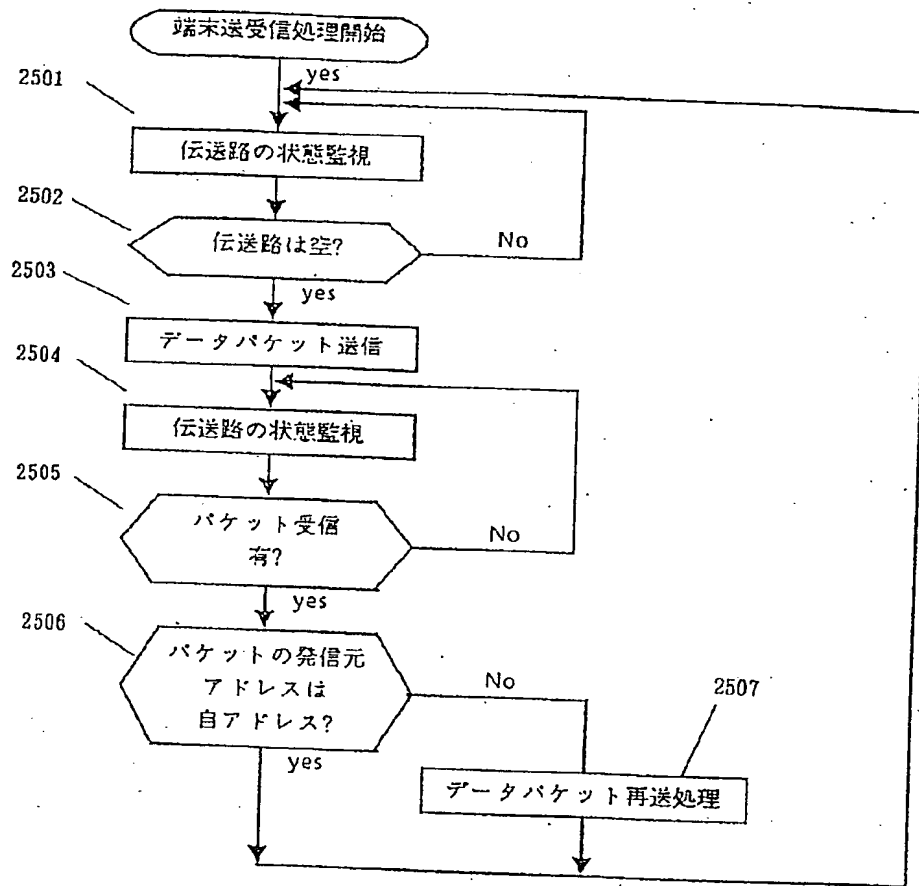 端末送受信処理開始
yes
2501
伝送路の状態監視
2502
伝送路は空?
No
yes
2503
データパケット送信
2504
伝送路の状態監視
2505
パケット受信
有?
No
yes
2506
パケットの発信元
アドレスは
自アドレス?
No
yes
2507
データパケット再送処理